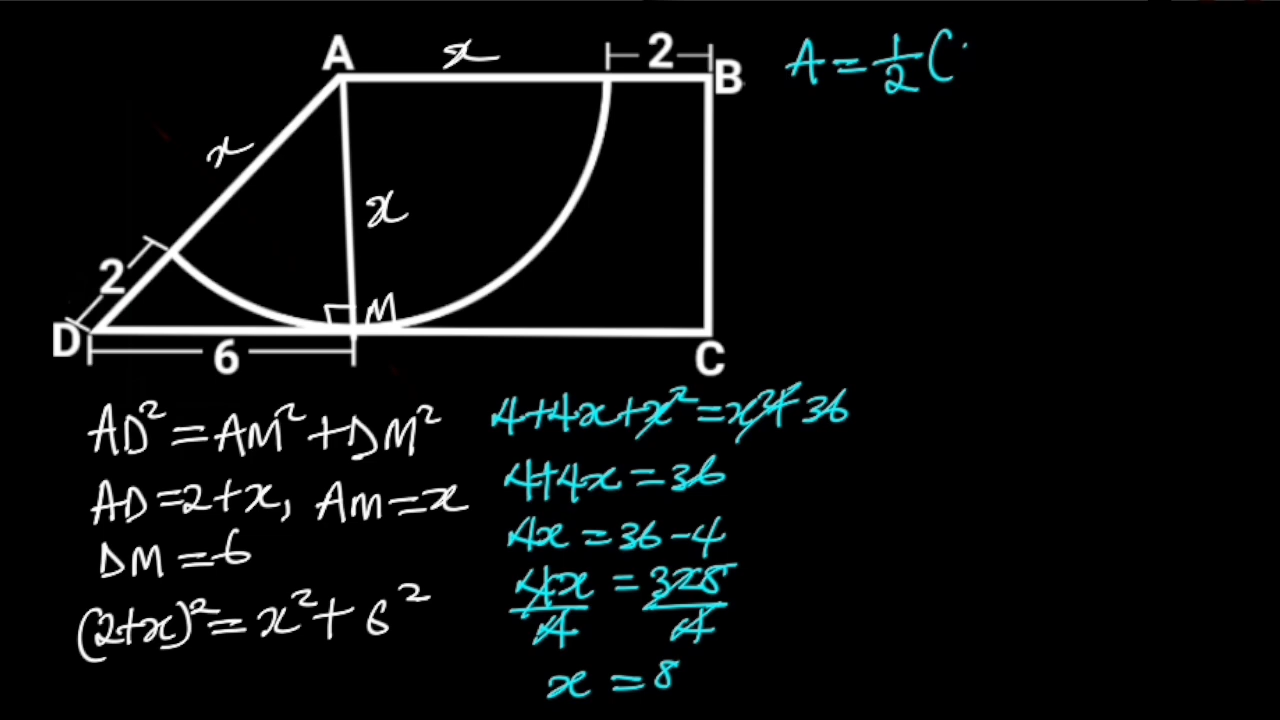 A x 2 B
A = 1/2 (
x
x
2
M
D 6 C
AD² = AM² + DM²
AD = 2 + x, AM = x
DM = 6
(2+x)² = x² + 6²
4 + 4x + x² = x² + 36
4 + 4x = 36
4x = 36 - 4
4x/4 = 32 8/4
x = 8